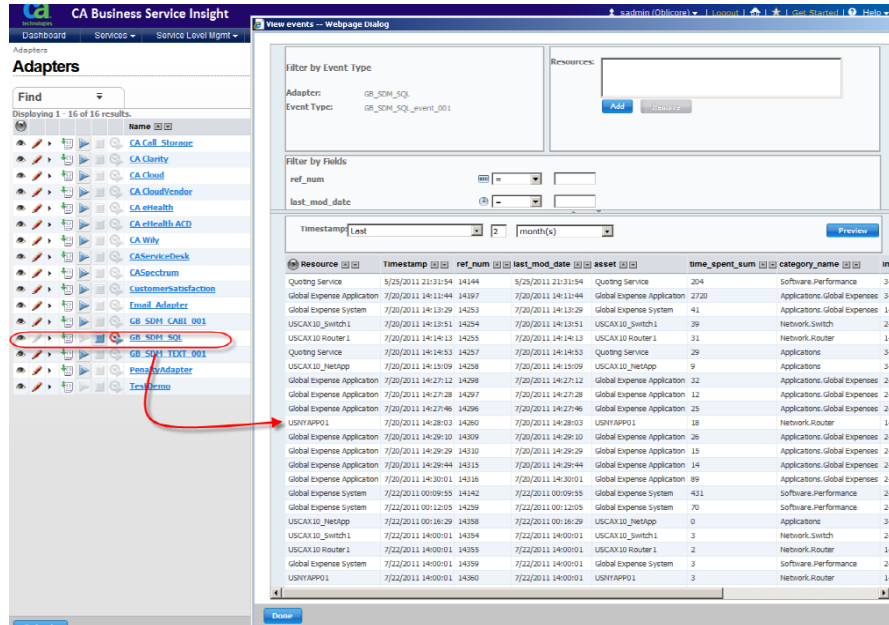 ca
technologies
CA Business Service Insight
sadmin (Oblicore) | Logout | Get Started | Help
Dashboard Services Service Level Mgmt
View events -- Webpage Dialog
Adapters
Adapters
Find
Displaying 1 - 16 of 16 results.
Name
CA Call_Storage
CA Clarity
CA Cloud
CA CloudVendor
CA eHealth
CA eHealth ACD
CA Wily
CAServiceDesk
CASpectrum
CustomerSatisfaction
Email_Adapter
GB_SDM_CABI_001
GB_SDM_SQL
GB_SDM_TEXT_001
PenaltyAdapter
TestDemo
Filter by Event Type
Adapter: GB_SDM_SQL
Event Type: GB_SDM_SQL_event_001
Resources:
Add
Filter by Fields
ref_num =
last_mod_date =
Timestamp: Last 2 month(s) Preview
Resource Timestamp ref_num last_mod_date asset time_spent_sum category_name
Quoting Service 5/25/2011 21:31:54 14144 5/25/2011 21:31:54 Quoting Service 204 Software.Performance
Global Expense Application 7/20/2011 14:11:44 14197 7/20/2011 14:11:44 Global Expense Application 2720 Applications.Global Expenses
Global Expense System 7/20/2011 14:13:29 14253 7/20/2011 14:13:29 Global Expense System 41 Software.Performance
USCAX10_Switch1 7/20/2011 14:13:51 14254 7/20/2011 14:13:51 USCAX10_Switch1 39 Network.Switch
USCAX10 Router1 7/20/2011 14:14:13 14255 7/20/2011 14:14:13 USCAX10 Router1 31 Network.Router
Quoting Service 7/20/2011 14:14:53 14257 7/20/2011 14:14:53 Quoting Service 29 Applications
USCAX10_NetApp 7/20/2011 14:15:09 14258 7/20/2011 14:15:09 USCAX10_NetApp 9 Applications
Global Expense Application 7/20/2011 14:27:12 14298 7/20/2011 14:27:12 Global Expense Application 32 Applications.Global Expenses
Global Expense Application 7/20/2011 14:27:28 14297 7/20/2011 14:27:28 Global Expense Application 12 Applications.Global Expenses
Global Expense Application 7/20/2011 14:27:46 14296 7/20/2011 14:27:46 Global Expense Application 25 Applications.Global Expenses
USNYAPP01 7/20/2011 14:28:03 14260 7/20/2011 14:28:03 USNYAPP01 18 Network.Router
Global Expense Application 7/20/2011 14:29:10 14309 7/20/2011 14:29:10 Global Expense Application 26 Applications.Global Expenses
Global Expense Application 7/20/2011 14:29:29 14310 7/20/2011 14:29:29 Global Expense Application 15 Applications.Global Expenses
Global Expense Application 7/20/2011 14:29:44 14315 7/20/2011 14:29:44 Global Expense Application 14 Applications.Global Expenses
Global Expense Application 7/20/2011 14:30:01 14316 7/20/2011 14:30:01 Global Expense Application 89 Applications.Global Expenses
Global Expense System 7/22/2011 00:09:55 14142 7/22/2011 00:09:55 Global Expense System 431 Software.Performance
Global Expense System 7/22/2011 00:12:05 14259 7/22/2011 00:12:05 Global Expense System 70 Software.Performance
USCAX10_NetApp 7/22/2011 00:16:29 14358 7/22/2011 00:16:29 USCAX10_NetApp 0 Applications
USCAX10_Switch1 7/22/2011 14:00:01 14354 7/22/2011 14:00:01 USCAX10_Switch1 3 Network.Switch
USCAX10 Router1 7/22/2011 14:00:01 14355 7/22/2011 14:00:01 USCAX10 Router1 2 Network.Router
Global Expense System 7/22/2011 14:00:01 14359 7/22/2011 14:00:01 Global Expense System 3 Software.Performance
USNYAPP01 7/22/2011 14:00:01 14360 7/22/2011 14:00:01 USNYAPP01 3 Network.Router
Done